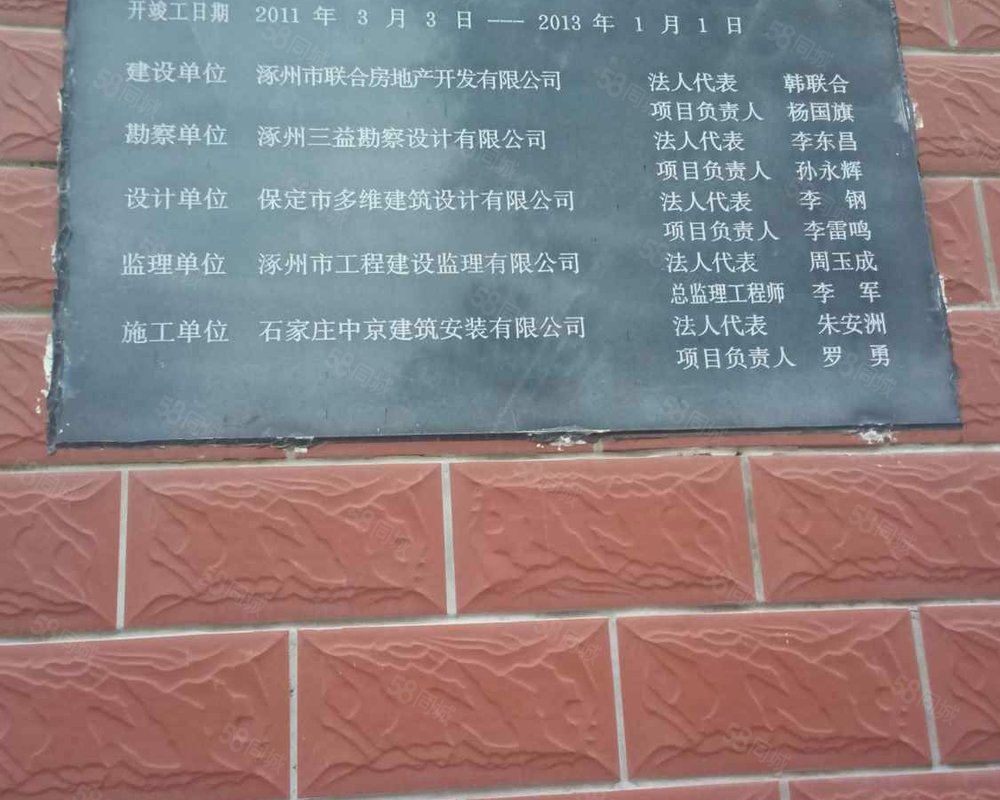 开竣工日期 2011 年 3 月 3 日 —— 2013 年 1 月 1 日
建设单位 涿州市联合房地产开发有限公司 法人代表 韩联合
项目负责人 杨国旗
勘察单位 涿州三益勘察设计有限公司 法人代表 李东昌
项目负责人 孙永辉
设计单位 保定市多维建筑设计有限公司 法人代表 李 钢
项目负责人 李雷鸣
监理单位 涿州市工程建设监理有限公司 法人代表 周玉成
总监理工程师 李 军
施工单位 石家庄中京建筑安装有限公司 法人代表 朱安洲
项目负责人 罗 勇
58同城